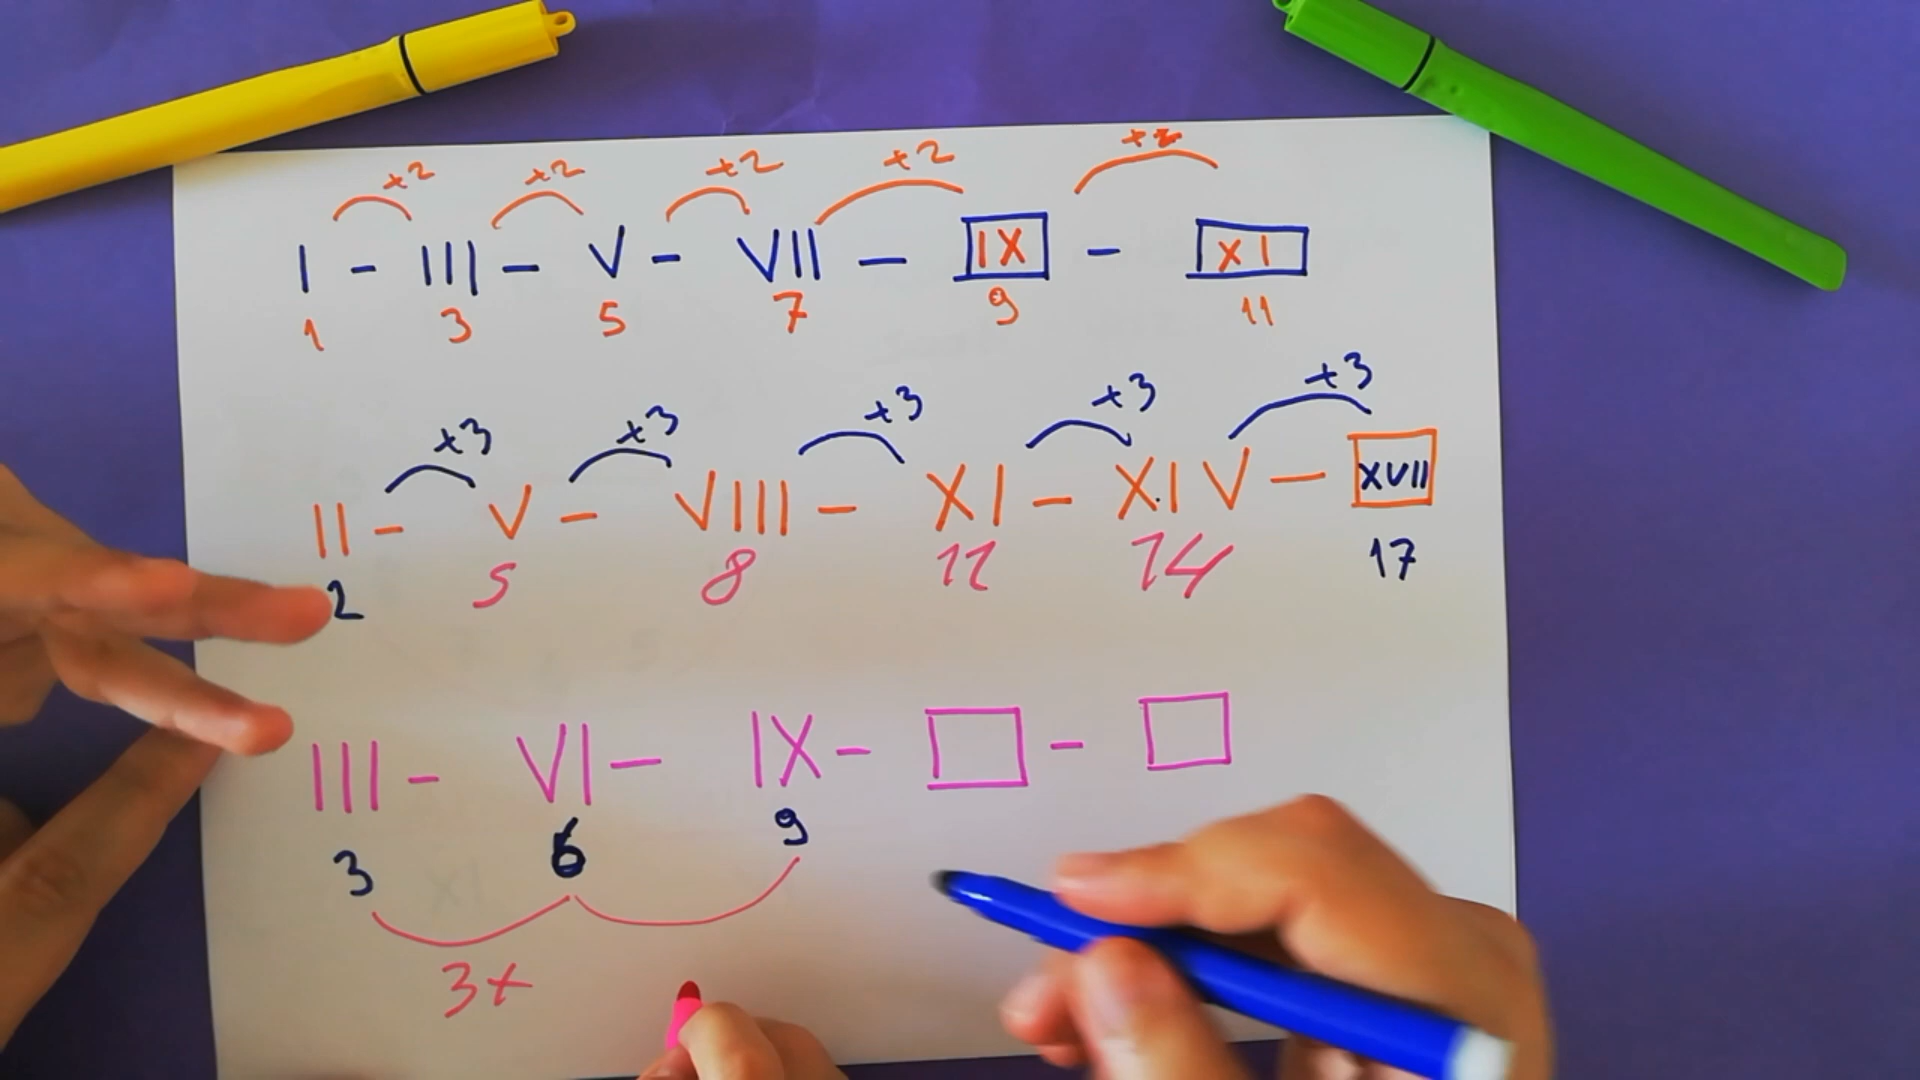 +2 +2 +2 +2 +2
I - III - V - VII - IX - XI
1 3 5 7 9 11
+3 +3 +3 +3 +3
II - V - VIII - XI - XIV - XVII
2 5 8 11 14 17
III - VI - IX - □ - □
3 6 9
3+